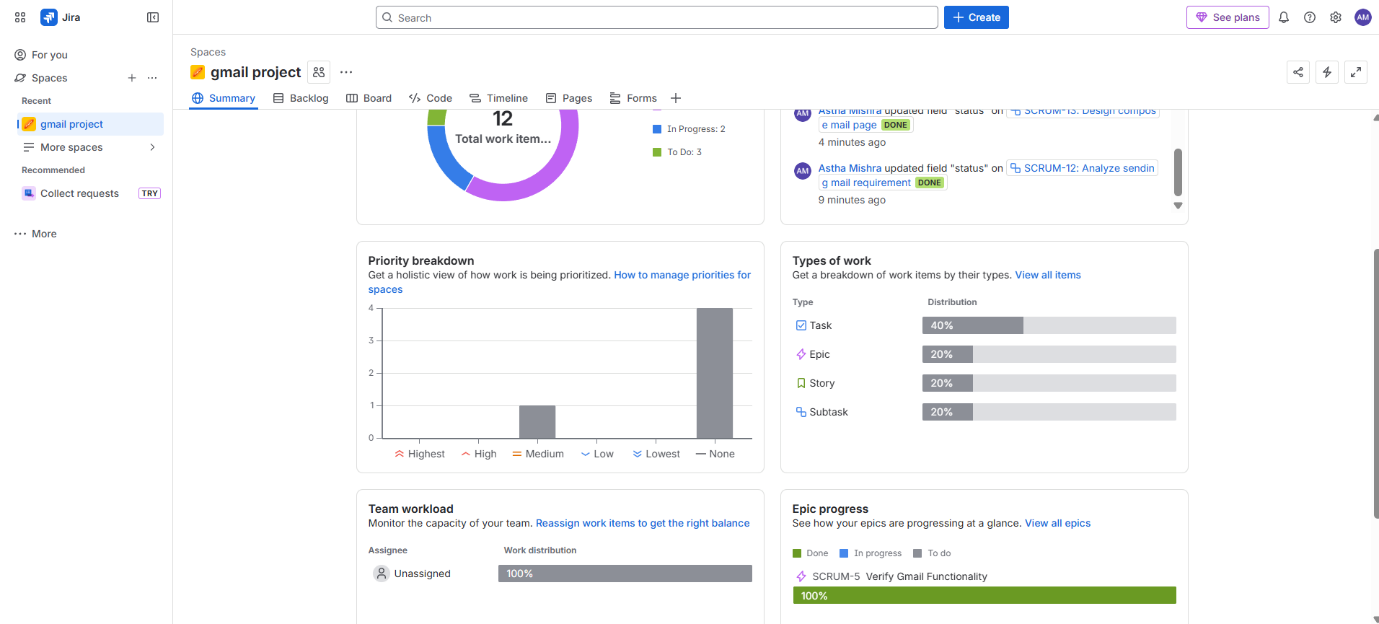 Jira
Search
Create
See plans
AM
For you
Spaces
Recent
gmail project
More spaces
Recommended
Collect requests TRY
More
Spaces
gmail project
Summary Backlog Board Code Timeline Pages Forms
12
Total work item...
In Progress: 2
To Do: 3
AM Astha Mishra updated field "status" on SCRUM-13: Design compos
e mail page DONE
4 minutes ago
AM Astha Mishra updated field "status" on SCRUM-12: Analyze sendin
g mail requirement DONE
9 minutes ago
Priority breakdown
Get a holistic view of how work is being prioritized. How to manage priorities for
spaces
4
3
2
1
0
Highest High Medium Low Lowest None
Types of work
Get a breakdown of work items by their types. View all items
Type Distribution
Task 40%
Epic 20%
Story 20%
Subtask 20%
Team workload
Monitor the capacity of your team. Reassign work items to get the right balance
Assignee Work distribution
Unassigned 100%
Epic progress
See how your epics are progressing at a glance. View all epics
Done In progress To do
SCRUM-5 Verify Gmail Functionality
100%